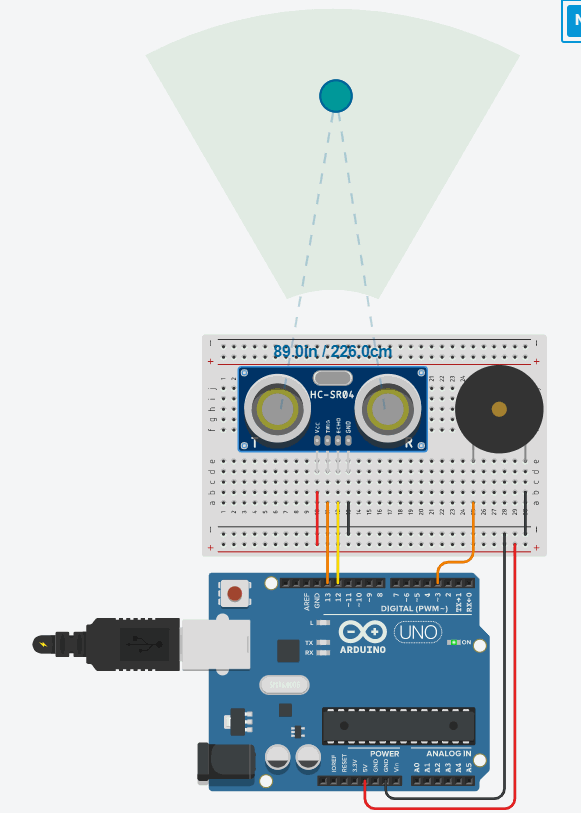 N
89.0in / 226.0cm
HC-SR04
Vcc
TRIG
ECHO
GND
T
R
j
i
h
g
f
e
d
c
b
a
AREF
GND
13
12
~11
~10
~9
8
7
~6
~5
4
~3
2
TX→1
RX←0
DIGITAL (PWM~)
L
TX
RX
ARDUINO
UNO
ON
POWER
ANALOG IN
IOREF
RESET
3.3V
5V
GND
GND
Vin
A0
A1
A2
A3
A4
A5